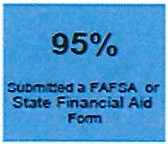 95%
Submitted a FAFSA or
State Financial Aid
Form